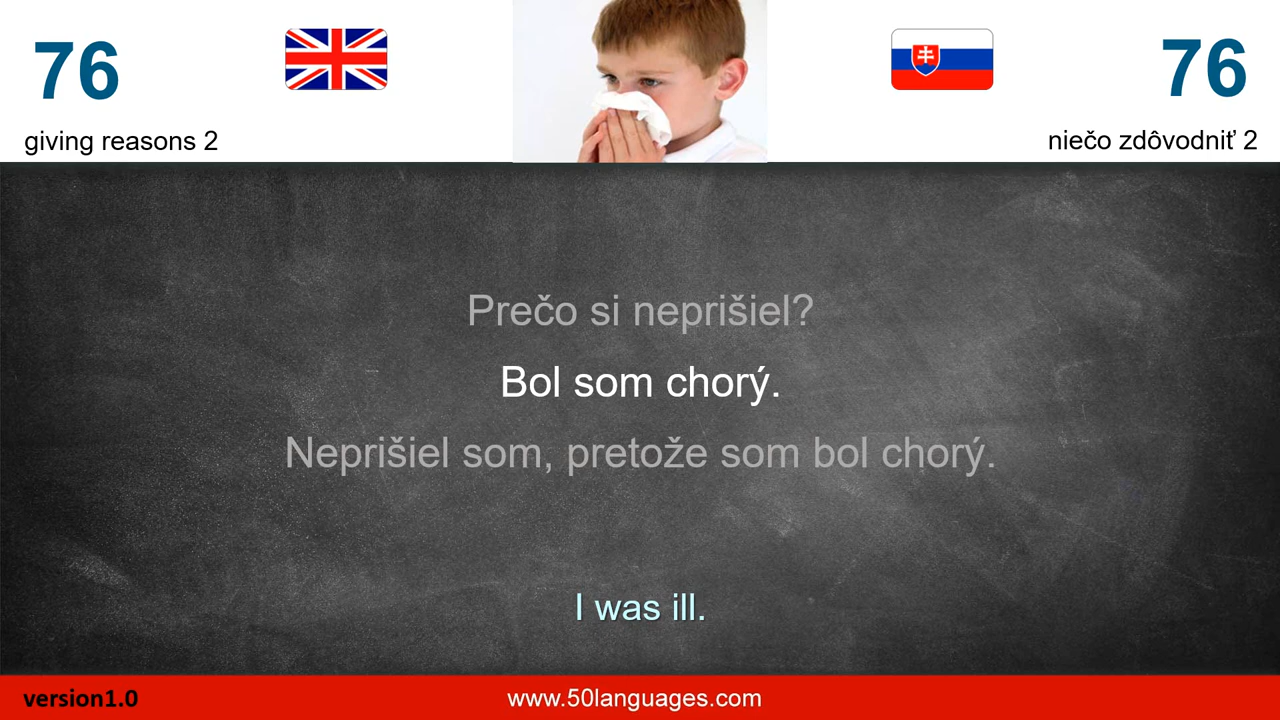 76
76
giving reasons 2
niečo zdôvodniť 2
Prečo si neprišiel?
Bol som chorý.
Neprišiel som, pretože som bol chorý.
I was ill.
version1.0
www.50languages.com